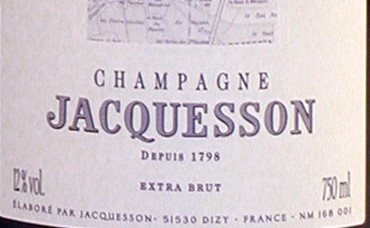 CHAMPAGNE
JACQUESSON
DEPUIS 1798
12% vol. EXTRA BRUT 750 ml
ÉLABORÉ PAR JACQUESSON - 51530 DIZY - FRANCE - NM 168 001